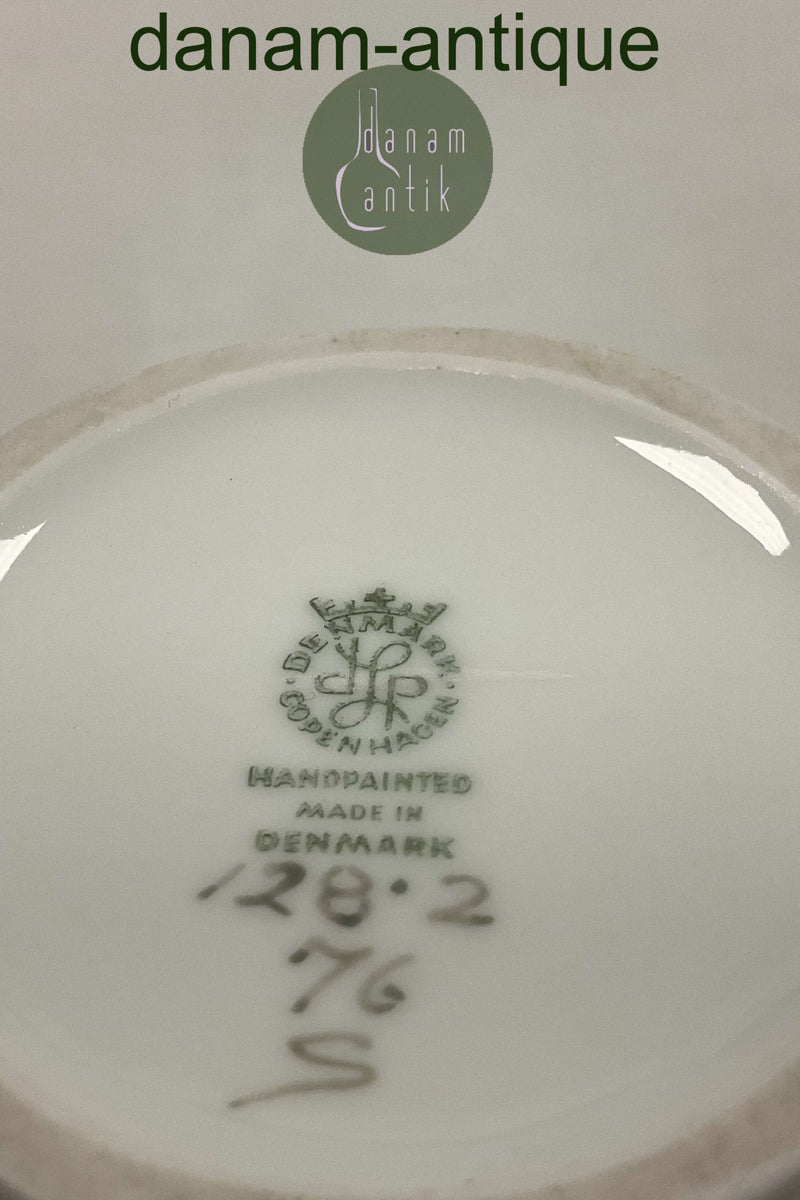 danam-antique
danam
antik
DENMARK
COPENHAGEN
HANDPAINTED
MADE IN
DENMARK
128·2
76
S